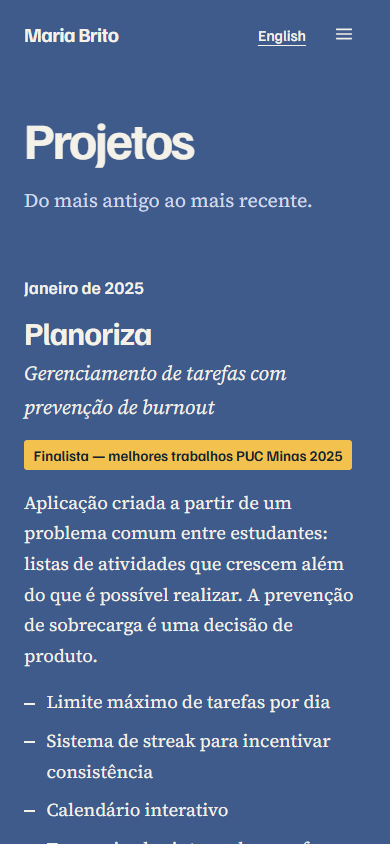 Maria Brito
English
Projetos
Do mais antigo ao mais recente.
Janeiro de 2025
Planoriza
Gerenciamento de tarefas com
prevenção de burnout
Finalista — melhores trabalhos PUC Minas 2025
Aplicação criada a partir de um
problema comum entre estudantes:
listas de atividades que crescem além
do que é possível realizar. A prevenção
de sobrecarga é uma decisão de
produto.
– Limite máximo de tarefas por dia
– Sistema de streak para incentivar
consistência
– Calendário interativo